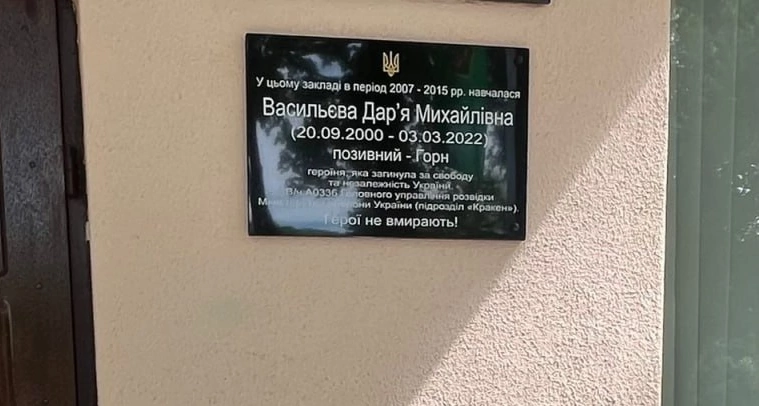 У цьому закладі в період 2007 - 2015 рр. навчалася
Васильєва Дар'я Михайлівна
(20.09.2000 - 03.03.2022)
позивний - Горн
героїня, яка загинула за свободу
та незалежність України.
В/ч А0336 Головного управління розвідки
України (підрозділ «Кракен»).
Герої не вмирають!